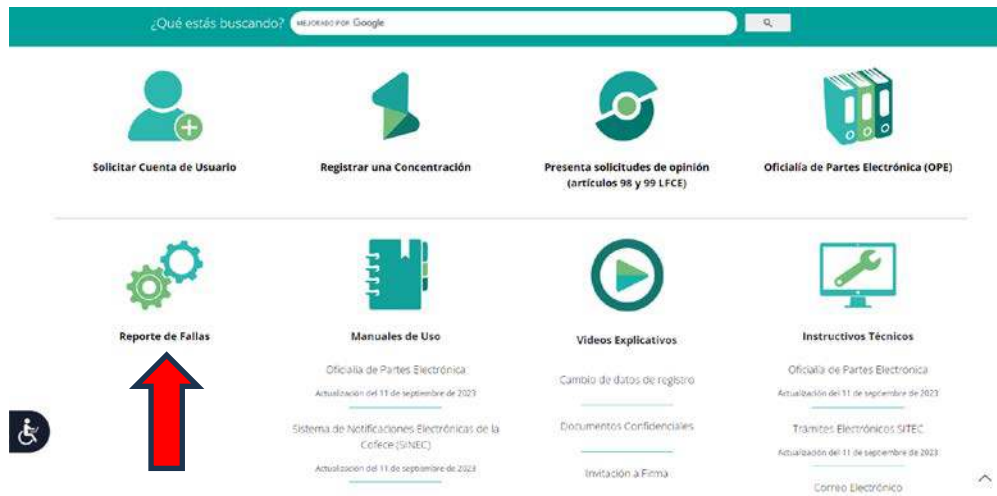 ¿Qué estás buscando?
MEJORADO POR Google
Solicitar Cuenta de Usuario
Registrar una Concentración
Presenta solicitudes de opinión
(artículos 98 y 99 LFCE)
Oficialía de Partes Electrónica (OPE)
Reporte de Fallas
Manuales de Uso
Oficialía de Partes Electrónica
Actualización del 11 de septiembre de 2023
Sistema de Notificaciones Electrónicas de la
Cofece (SINEC)
Actualización del 11 de septiembre de 2023
Videos Explicativos
Cambio de datos de registro
Documentos Confidenciales
Invitación a Firma
Instructivos Técnicos
Oficialía de Partes Electrónica
Actualización del 11 de septiembre de 2023
Trámites Electrónicos SITEC
Actualización del 11 de septiembre de 2023
Correo Electrónico